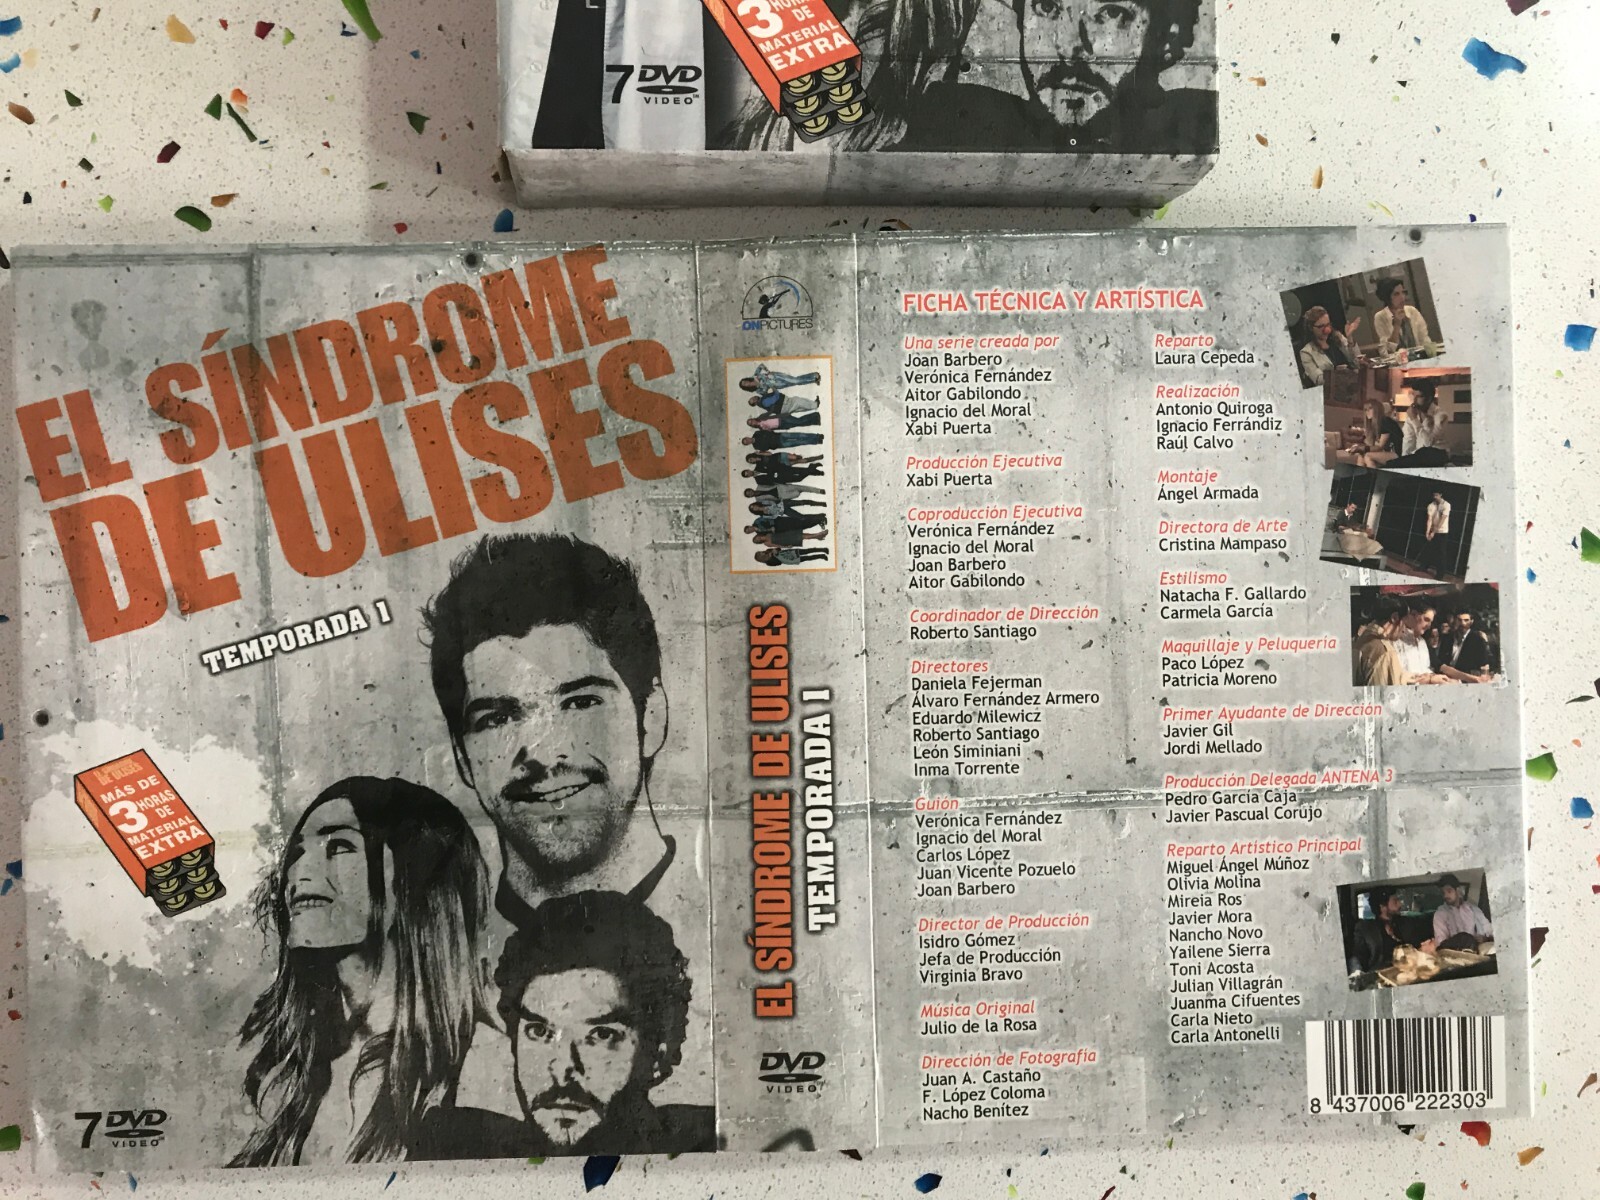 3 HORAS
DE
MATERIAL
EXTRA
7 DVD
VIDEO
EL SÍNDROME
DE ULISES
TEMPORADA 1
MÁS DE
3 HORAS
DE
MATERIAL
EXTRA
7 DVD
VIDEO
ONPICTURES
EL SÍNDROME DE ULISES
TEMPORADA 1
DVD
VIDEO
FICHA TÉCNICA Y ARTÍSTICA
Una serie creada por
Joan Barbero
Verónica Fernández
Aitor Gabilondo
Ignacio del Moral
Xabi Puerta
Producción Ejecutiva
Xabi Puerta
Coproducción Ejecutiva
Verónica Fernández
Ignacio del Moral
Joan Barbero
Aitor Gabilondo
Coordinador de Dirección
Roberto Santiago
Directores
Daniela Fejerman
Álvaro Fernández Armero
Eduardo Milewicz
Roberto Santiago
León Siminiani
Inma Torrente
Guión
Verónica Fernández
Ignacio del Moral
Carlos López
Juan Vicente Pozuelo
Joan Barbero
Director de Producción
Isidro Gómez
Jefa de Producción
Virginia Bravo
Música Original
Julio de la Rosa
Dirección de Fotografía
Juan A. Castaño
F. López Coloma
Nacho Benítez
Reparto
Laura Cepeda
Realización
Antonio Quiroga
Ignacio Ferrándiz
Raúl Calvo
Montaje
Ángel Armada
Directora de Arte
Cristina Mampaso
Estilismo
Natacha F. Gallardo
Carmela García
Maquillaje y Peluquería
Paco López
Patricia Moreno
Primer Ayudante de Dirección
Javier Gil
Jordi Mellado
Producción Delegada ANTENA 3
Pedro García Caja
Javier Pascual Corujo
Reparto Artístico Principal
Miguel Ángel Múñoz
Olivia Molina
Mireia Ros
Javier Mora
Nancho Novo
Yailene Sierra
Toni Acosta
Julian Villagrán
Juanma Cifuentes
Carla Nieto
Carla Antonelli
8 437006 222303